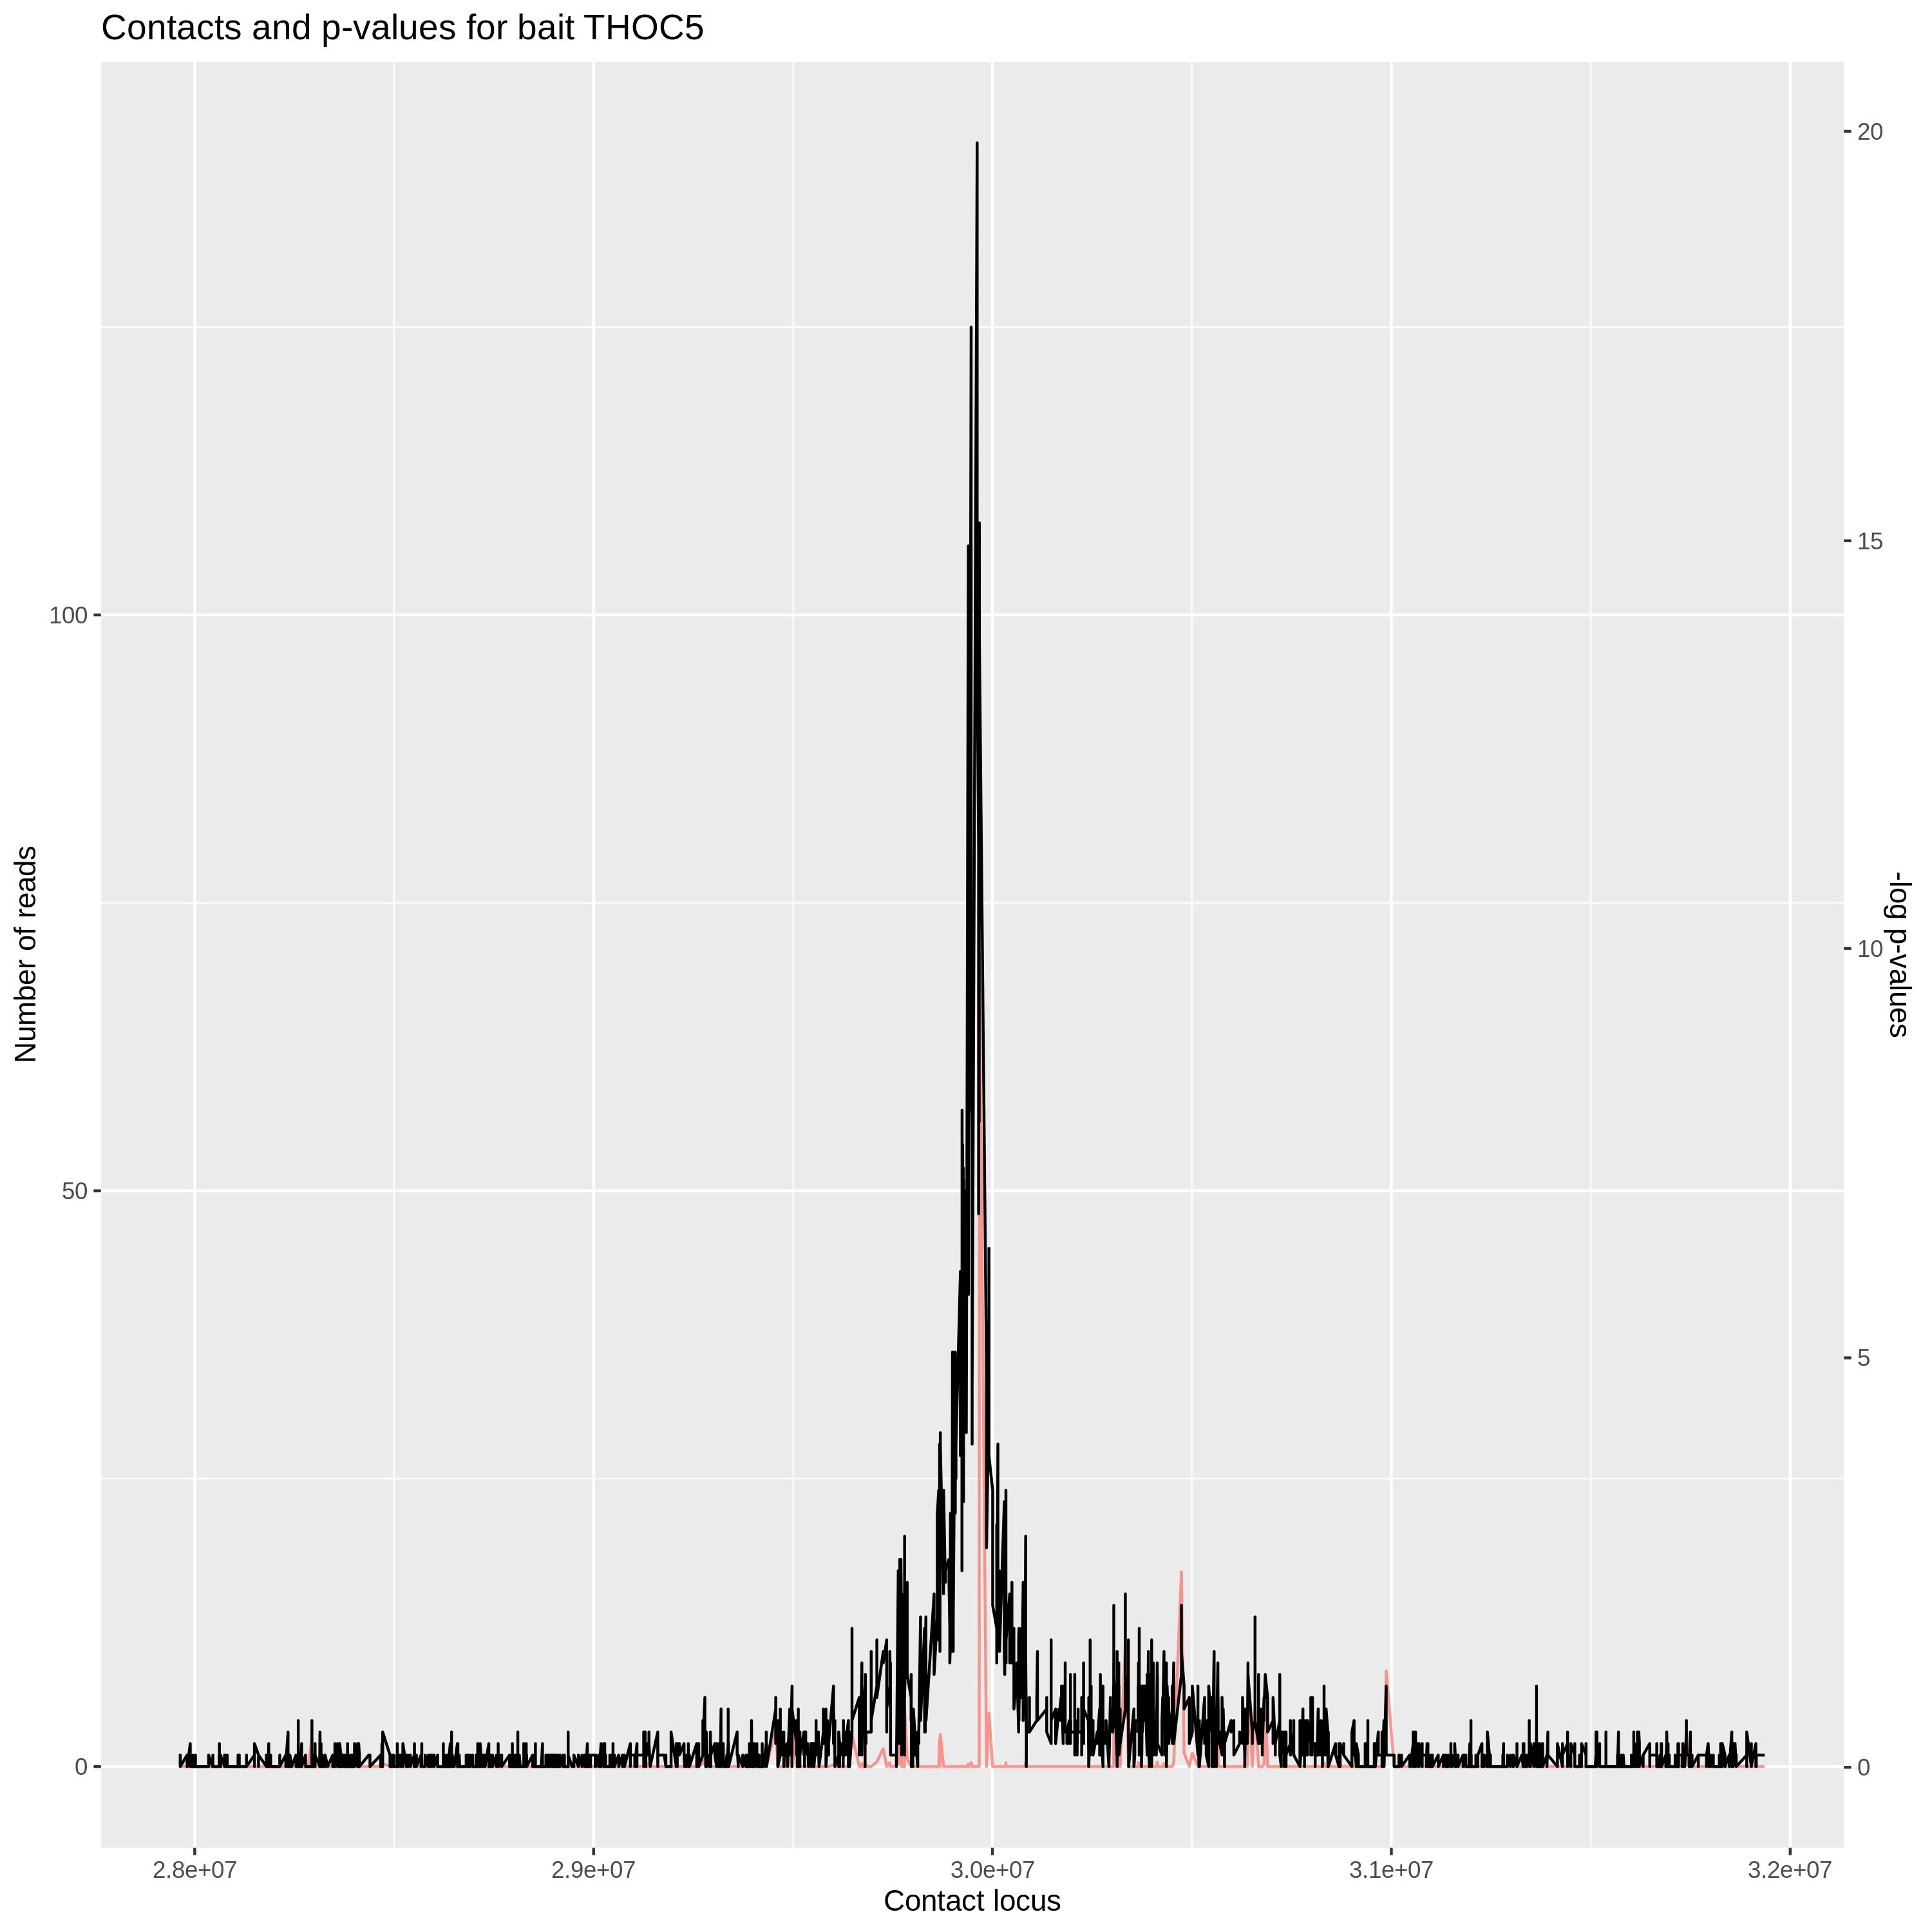 Contacts and p-values for bait THOC5
Number of reads
100
50
0
20
15
10
5
0
-log p-values
2.8e+07 2.9e+07 3.0e+07 3.1e+07 3.2e+07
Contact locus